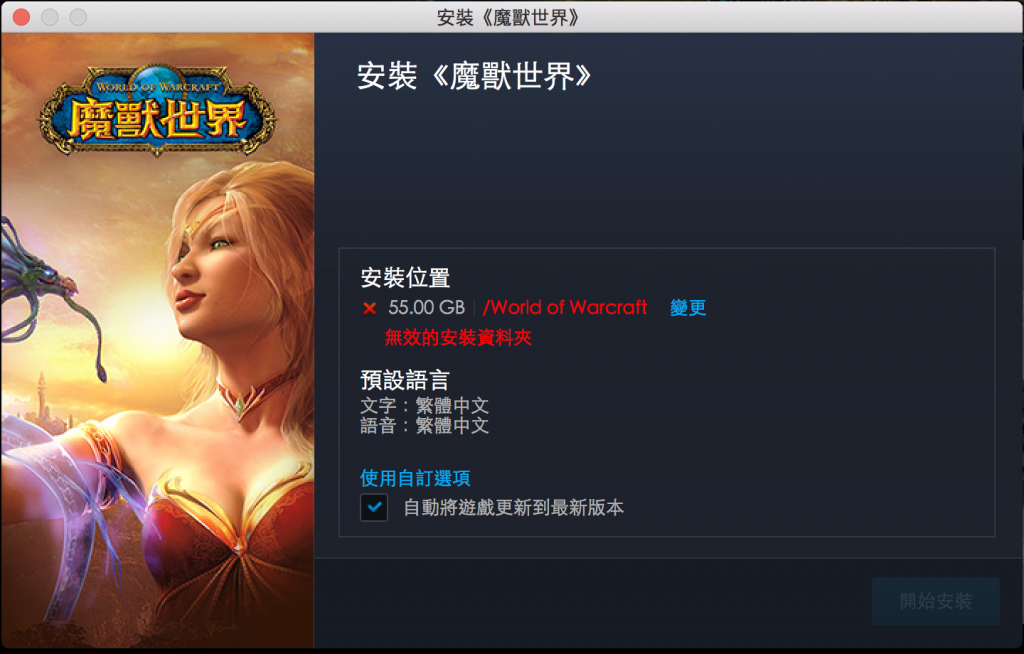 安裝《魔獸世界》
WORLD OF WARCRAFT
魔獸世界
安裝《魔獸世界》
安裝位置
55.00 GB /World of Warcraft 變更
無效的安裝資料夾
預設語言
文字：繁體中文
語音：繁體中文
使用自訂選項
自動將遊戲更新到最新版本
開始安裝